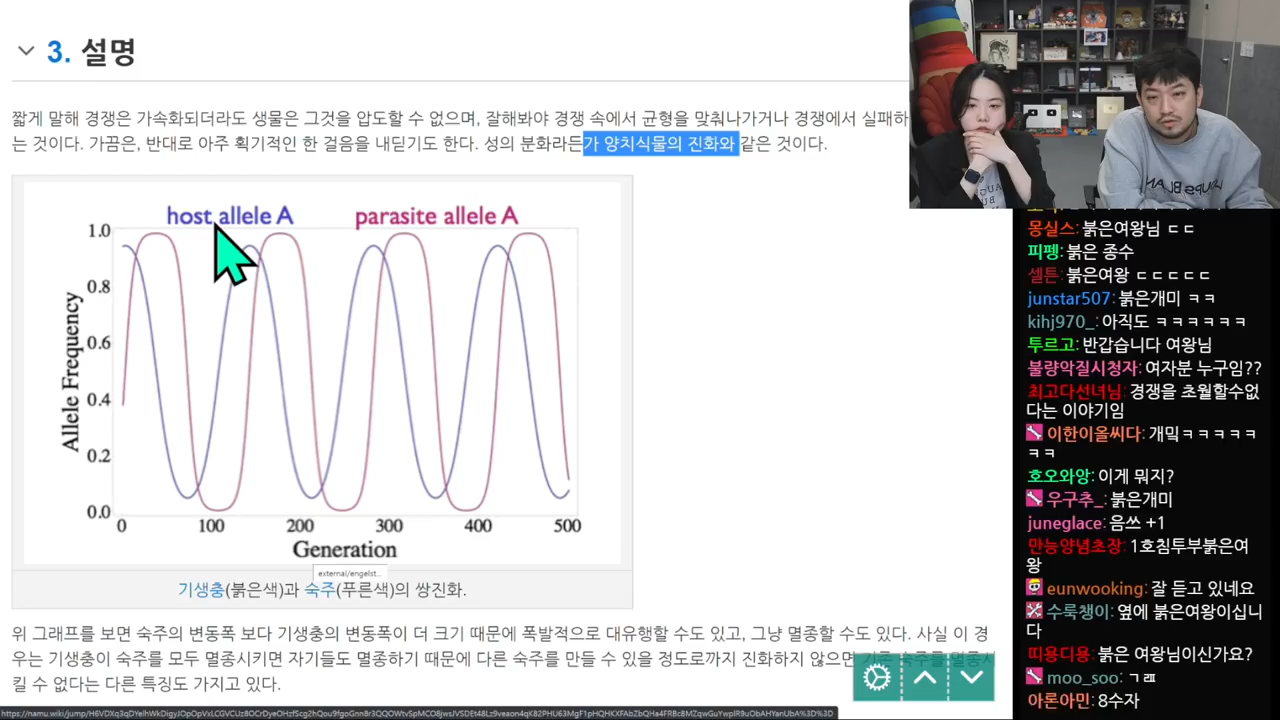 3. 설명
짧게 말해 경쟁은 가속화되더라도 생물은 그것을 압도할 수 없으며, 잘해봐야 경쟁 속에서 균형을 맞춰나가거나 경쟁에서 실패하
는 것이다. 가끔은, 반대로 아주 획기적인 한 걸음을 내딛기도 한다. 성의 분화라든가 양치식물의 진화와 같은 것이다.
host allele A
parasite allele A
1.0
0.8
0.6
0.4
0.2
0.0
Allele Frequency
0 100 200 300 400 500
Generation
external/engelst...
기생충(붉은색)과 숙주(푸른색)의 쌍진화.
위 그래프를 보면 숙주의 변동폭 보다 기생충의 변동폭이 더 크기 때문에 폭발적으로 대유행할 수도 있고, 그냥 멸종할 수도 있다. 사실 이 경
우는 기생충이 숙주를 모두 멸종시키면 자기들도 멸종하기 때문에 다른 숙주를 만들 수 있을 정도로까지 진화하지 않으면 기존 숙주를 멸종시
킬 수 없다는 다른 특징도 가지고 있다.
몽실스: 붉은여왕님 ㄷㄷ
피펭: 붉은 종수
셀튼: 붉은여왕 ㄷㄷㄷㄷㄷ
junstar507: 붉은개미 ㅋㅋ
kihj970_: 아직도 ㅋㅋㅋㅋㅋㅋ
투르고: 반갑습니다 여왕님
불량악질시청자: 여자분 누구임??
최고다선녀님: 경쟁을 초월할수없
다는 이야기임
이한이올씨다: 개믹ㅋㅋㅋㅋㅋ
ㅋㅋ
호오와앙: 이게 뭐지?
우구추_: 붉은개미
juneglace: 음쓰 +1
만능양념초장: 1호침투부붉은여
왕
eunwooking: 잘 듣고 있네요
수룩챙이: 옆에 붉은여왕이십니
다
띠용디용: 붉은 여왕님이신가요?
moo_soo: ㄱㄹ
아론아민: 8수자